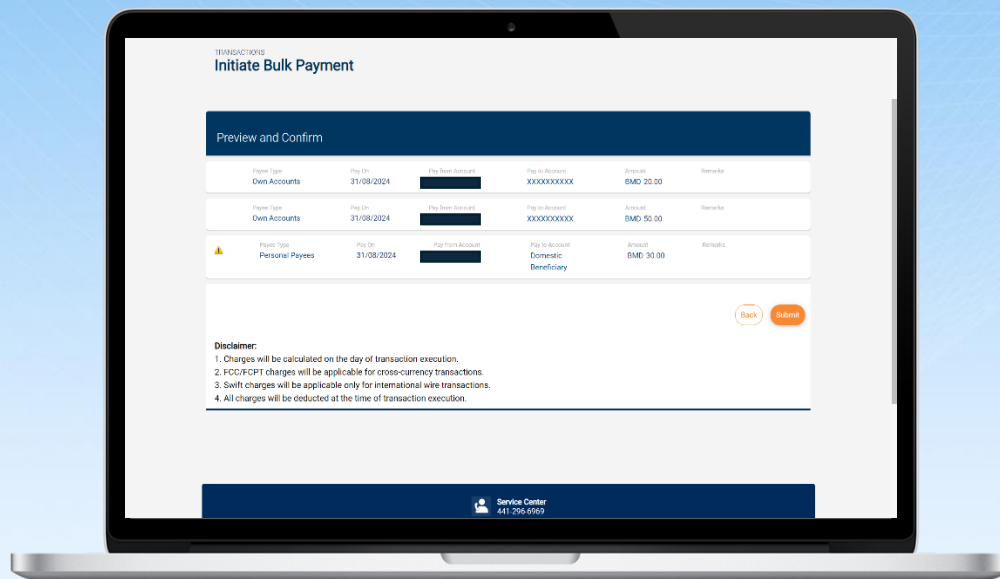 TRANSACTIONS
Initiate Bulk Payment
Preview and Confirm
Payee Type Pay On Pay from Account Pay to Account Amount Remarks
Own Accounts 31/08/2024 XXXXXXXXXX BMD 20.00
Payee Type Pay On Pay from Account Pay to Account Amount Remarks
Own Accounts 31/08/2024 XXXXXXXXXX BMD 50.00
Payee Type Pay On Pay from Account Pay to Account Amount Remarks
Personal Payees 31/08/2024 Domestic BMD 30.00
Beneficiary
Back Submit
Disclaimer:
1. Charges will be calculated on the day of transaction execution.
2. FCC/FCPT charges will be applicable for cross-currency transactions.
3. Swift charges will be applicable only for international wire transactions.
4. All charges will be deducted at the time of transaction execution.
Service Center
441-296-6969